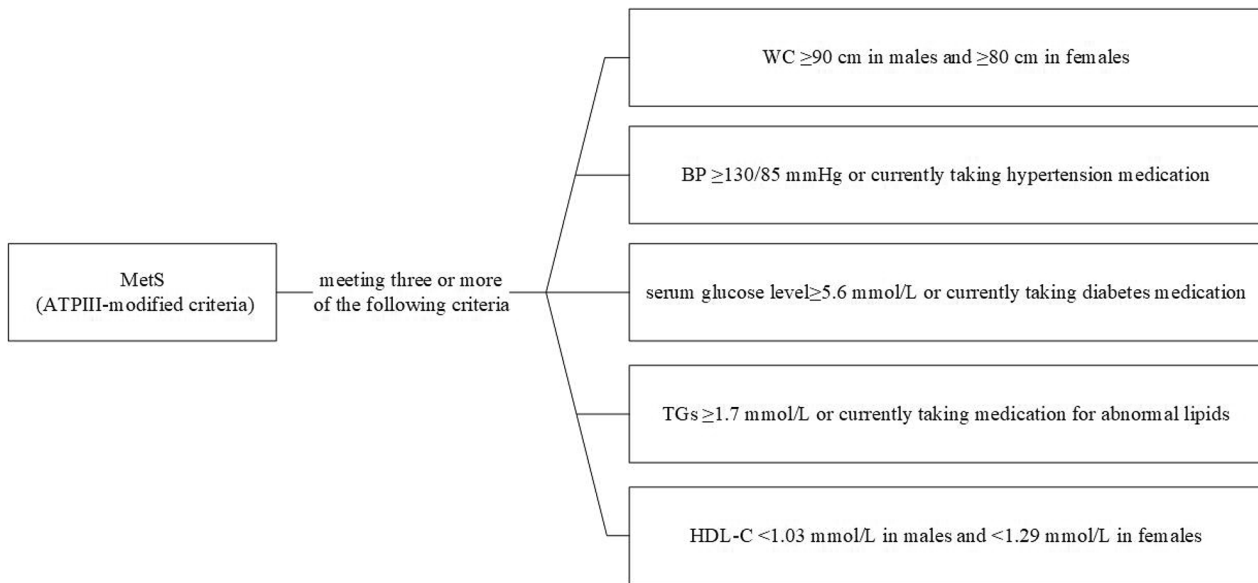 WC ≥90 cm in males and ≥80 cm in females
BP ≥130/85 mmHg or currently taking hypertension medication
MetS
(ATPIII-modified criteria)
meeting three or more
of the following criteria
serum glucose level≥5.6 mmol/L or currently taking diabetes medication
TGs ≥1.7 mmol/L or currently taking medication for abnormal lipids
HDL-C <1.03 mmol/L in males and <1.29 mmol/L in females